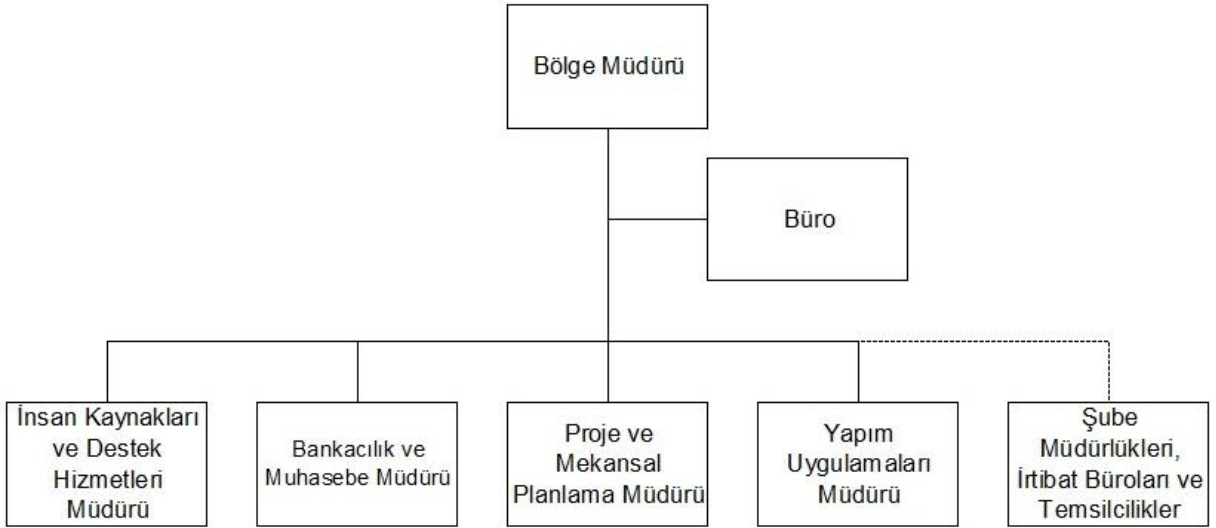 Bölge Müdürü
Büro
İnsan Kaynakları
ve Destek
Hizmetleri
Müdürü
Bankacılık ve
Muhasebe Müdürü
Proje ve
Mekansal
Planlama Müdürü
Yapım
Uygulamaları
Müdürü
Şube
Müdürlükleri,
İrtibat Büroları ve
Temsilcilikler